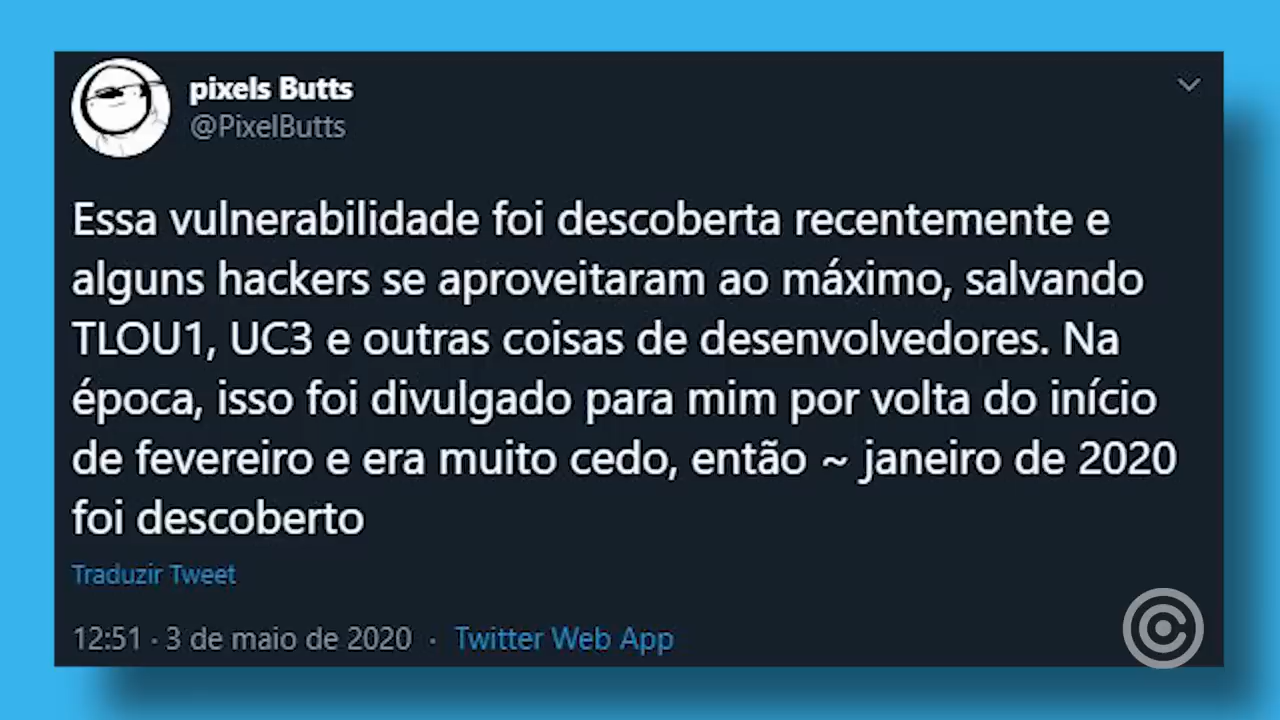 pixels Butts
@PixelButts
Essa vulnerabilidade foi descoberta recentemente e
alguns hackers se aproveitaram ao máximo, salvando
TLOU1, UC3 e outras coisas de desenvolvedores. Na
época, isso foi divulgado para mim por volta do início
de fevereiro e era muito cedo, então ~ janeiro de 2020
foi descoberto
Traduzir Tweet
12:51 · 3 de maio de 2020 · Twitter Web App